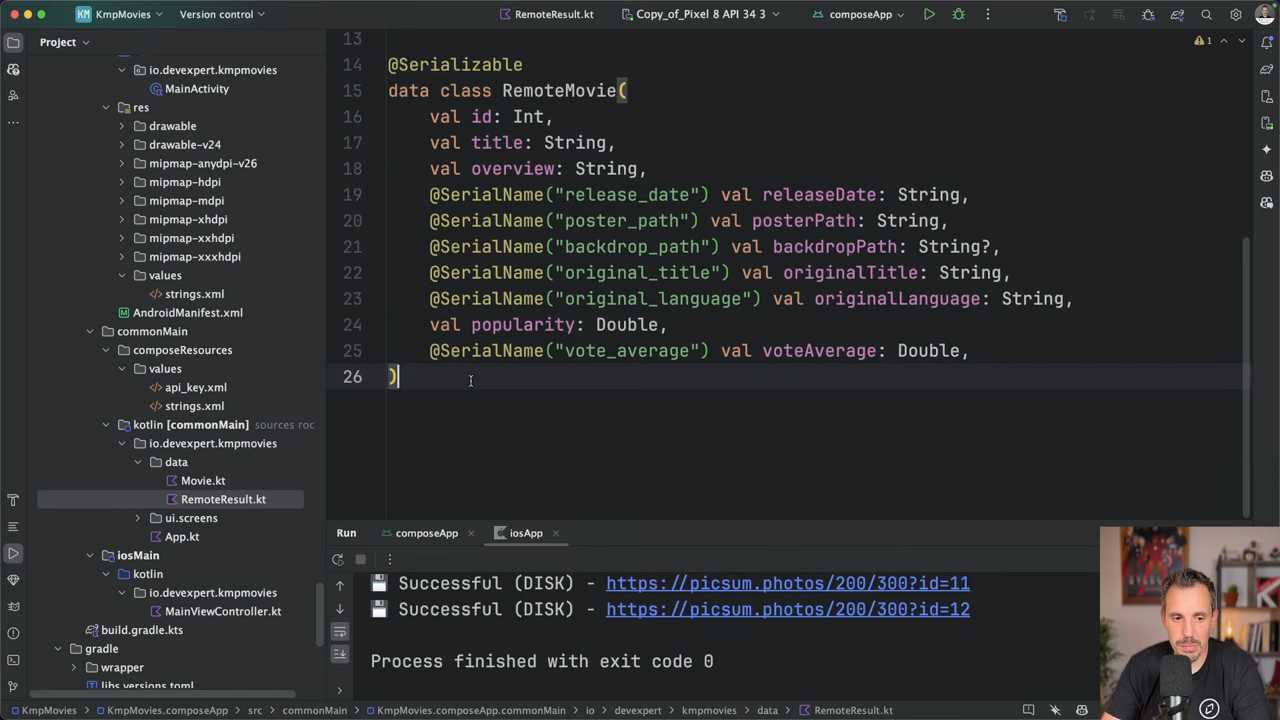 KM KmpMovies Version control RemoteResult.kt Copy_of_Pixel 8 API 34 3 composeApp
Project
io.devexpert.kmpmovies
MainActivity
res
drawable
drawable-v24
mipmap-anydpi-v26
mipmap-hdpi
mipmap-mdpi
mipmap-xhdpi
mipmap-xxhdpi
mipmap-xxxhdpi
values
strings.xml
AndroidManifest.xml
commonMain
composeResources
values
api_key.xml
strings.xml
kotlin [commonMain] sources roc
io.devexpert.kmpmovies
data
Movie.kt
RemoteResult.kt
ui.screens
App.kt
iosMain
kotlin
io.devexpert.kmpmovies
MainViewController.kt
build.gradle.kts
gradle
wrapper
libs.versions.toml
1
13
14 @Serializable
15 data class RemoteMovie(
16 val id: Int,
17 val title: String,
18 val overview: String,
19 @SerialName("release_date") val releaseDate: String,
20 @SerialName("poster_path") val posterPath: String,
21 @SerialName("backdrop_path") val backdropPath: String?,
22 @SerialName("original_title") val originalTitle: String,
23 @SerialName("original_language") val originalLanguage: String,
24 val popularity: Double,
25 @SerialName("vote_average") val voteAverage: Double,
26 )
Run composeApp iosApp
Successful (DISK) - https://picsum.photos/200/300?id=11
Successful (DISK) - https://picsum.photos/200/300?id=12
Process finished with exit code 0
KmpMovies KmpMovies.composeApp src commonMain KmpMovies.composeApp.commonMain io devexpert kmpmovies data RemoteResult.kt